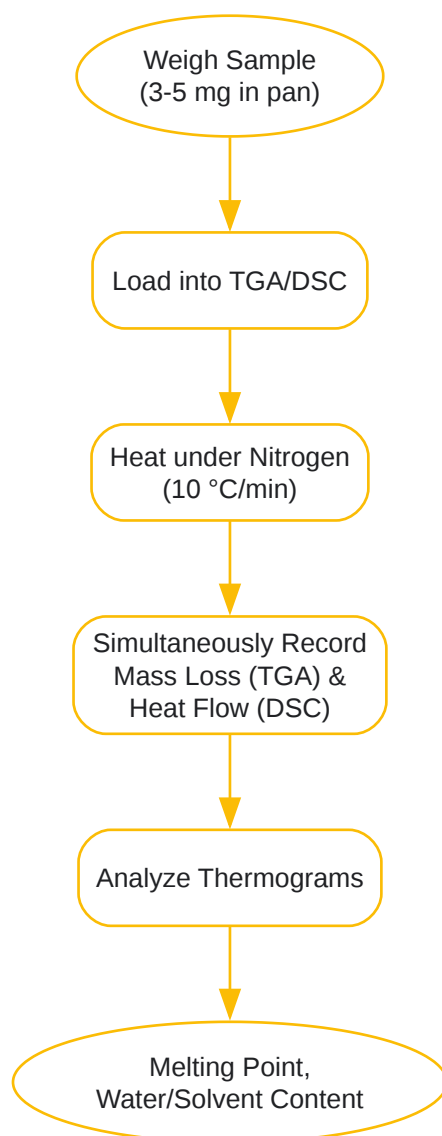 Weigh Sample
(3-5 mg in pan)
Load into TGA/DSC
Heat under Nitrogen
(10 °C/min)
Simultaneously Record
Mass Loss (TGA) &
Heat Flow (DSC)
Analyze Thermograms
Melting Point,
Water/Solvent Content